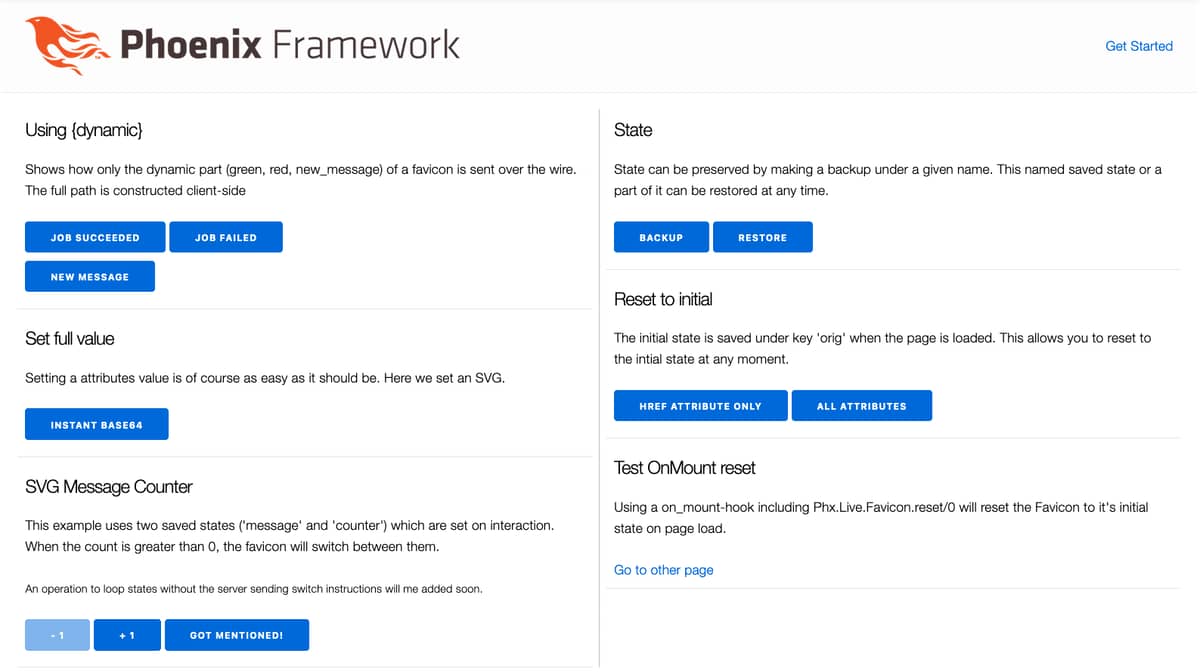 Phoenix Framework
Get Started
Using {dynamic}
Shows how only the dynamic part (green, red, new_message) of a favicon is sent over the wire.
The full path is constructed client-side
JOB SUCCEEDED
JOB FAILED
NEW MESSAGE
Set full value
Setting a attributes value is of course as easy as it should be. Here we set an SVG.
INSTANT BASE64
SVG Message Counter
This example uses two saved states ('message' and 'counter') which are set on interaction.
When the count is greater than 0, the favicon will switch between them.
An operation to loop states without the server sending switch instructions will me added soon.
- 1
+ 1
GOT MENTIONED!
State
State can be preserved by making a backup under a given name. This named saved state or a
part of it can be restored at any time.
BACKUP
RESTORE
Reset to initial
The initial state is saved under key 'orig' when the page is loaded. This allows you to reset to
the intial state at any moment.
HREF ATTRIBUTE ONLY
ALL ATTRIBUTES
Test OnMount reset
Using a on_mount-hook including Phx.Live.Favicon.reset/0 will reset the Favicon to it's initial
state on page load.
Go to other page